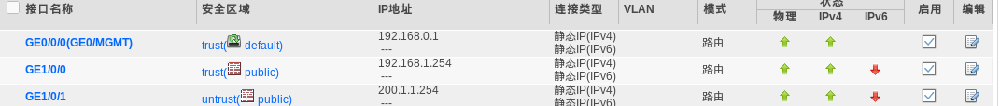 接口名称 安全区域 IP地址 连接类型 VLAN 模式 状态 启用 编辑
物理 IPv4 IPv6
GE0/0/0(GE0/MGMT) trust( default) 192.168.0.1 静态IP(IPv4) 路由
--- 静态IP(IPv6)
GE1/0/0 trust( public) 192.168.1.254 静态IP(IPv4) 路由
--- 静态IP(IPv6)
GE1/0/1 untrust( public) 200.1.1.254 静态IP(IPv4) 路由
--- 静态IP(IPv6)